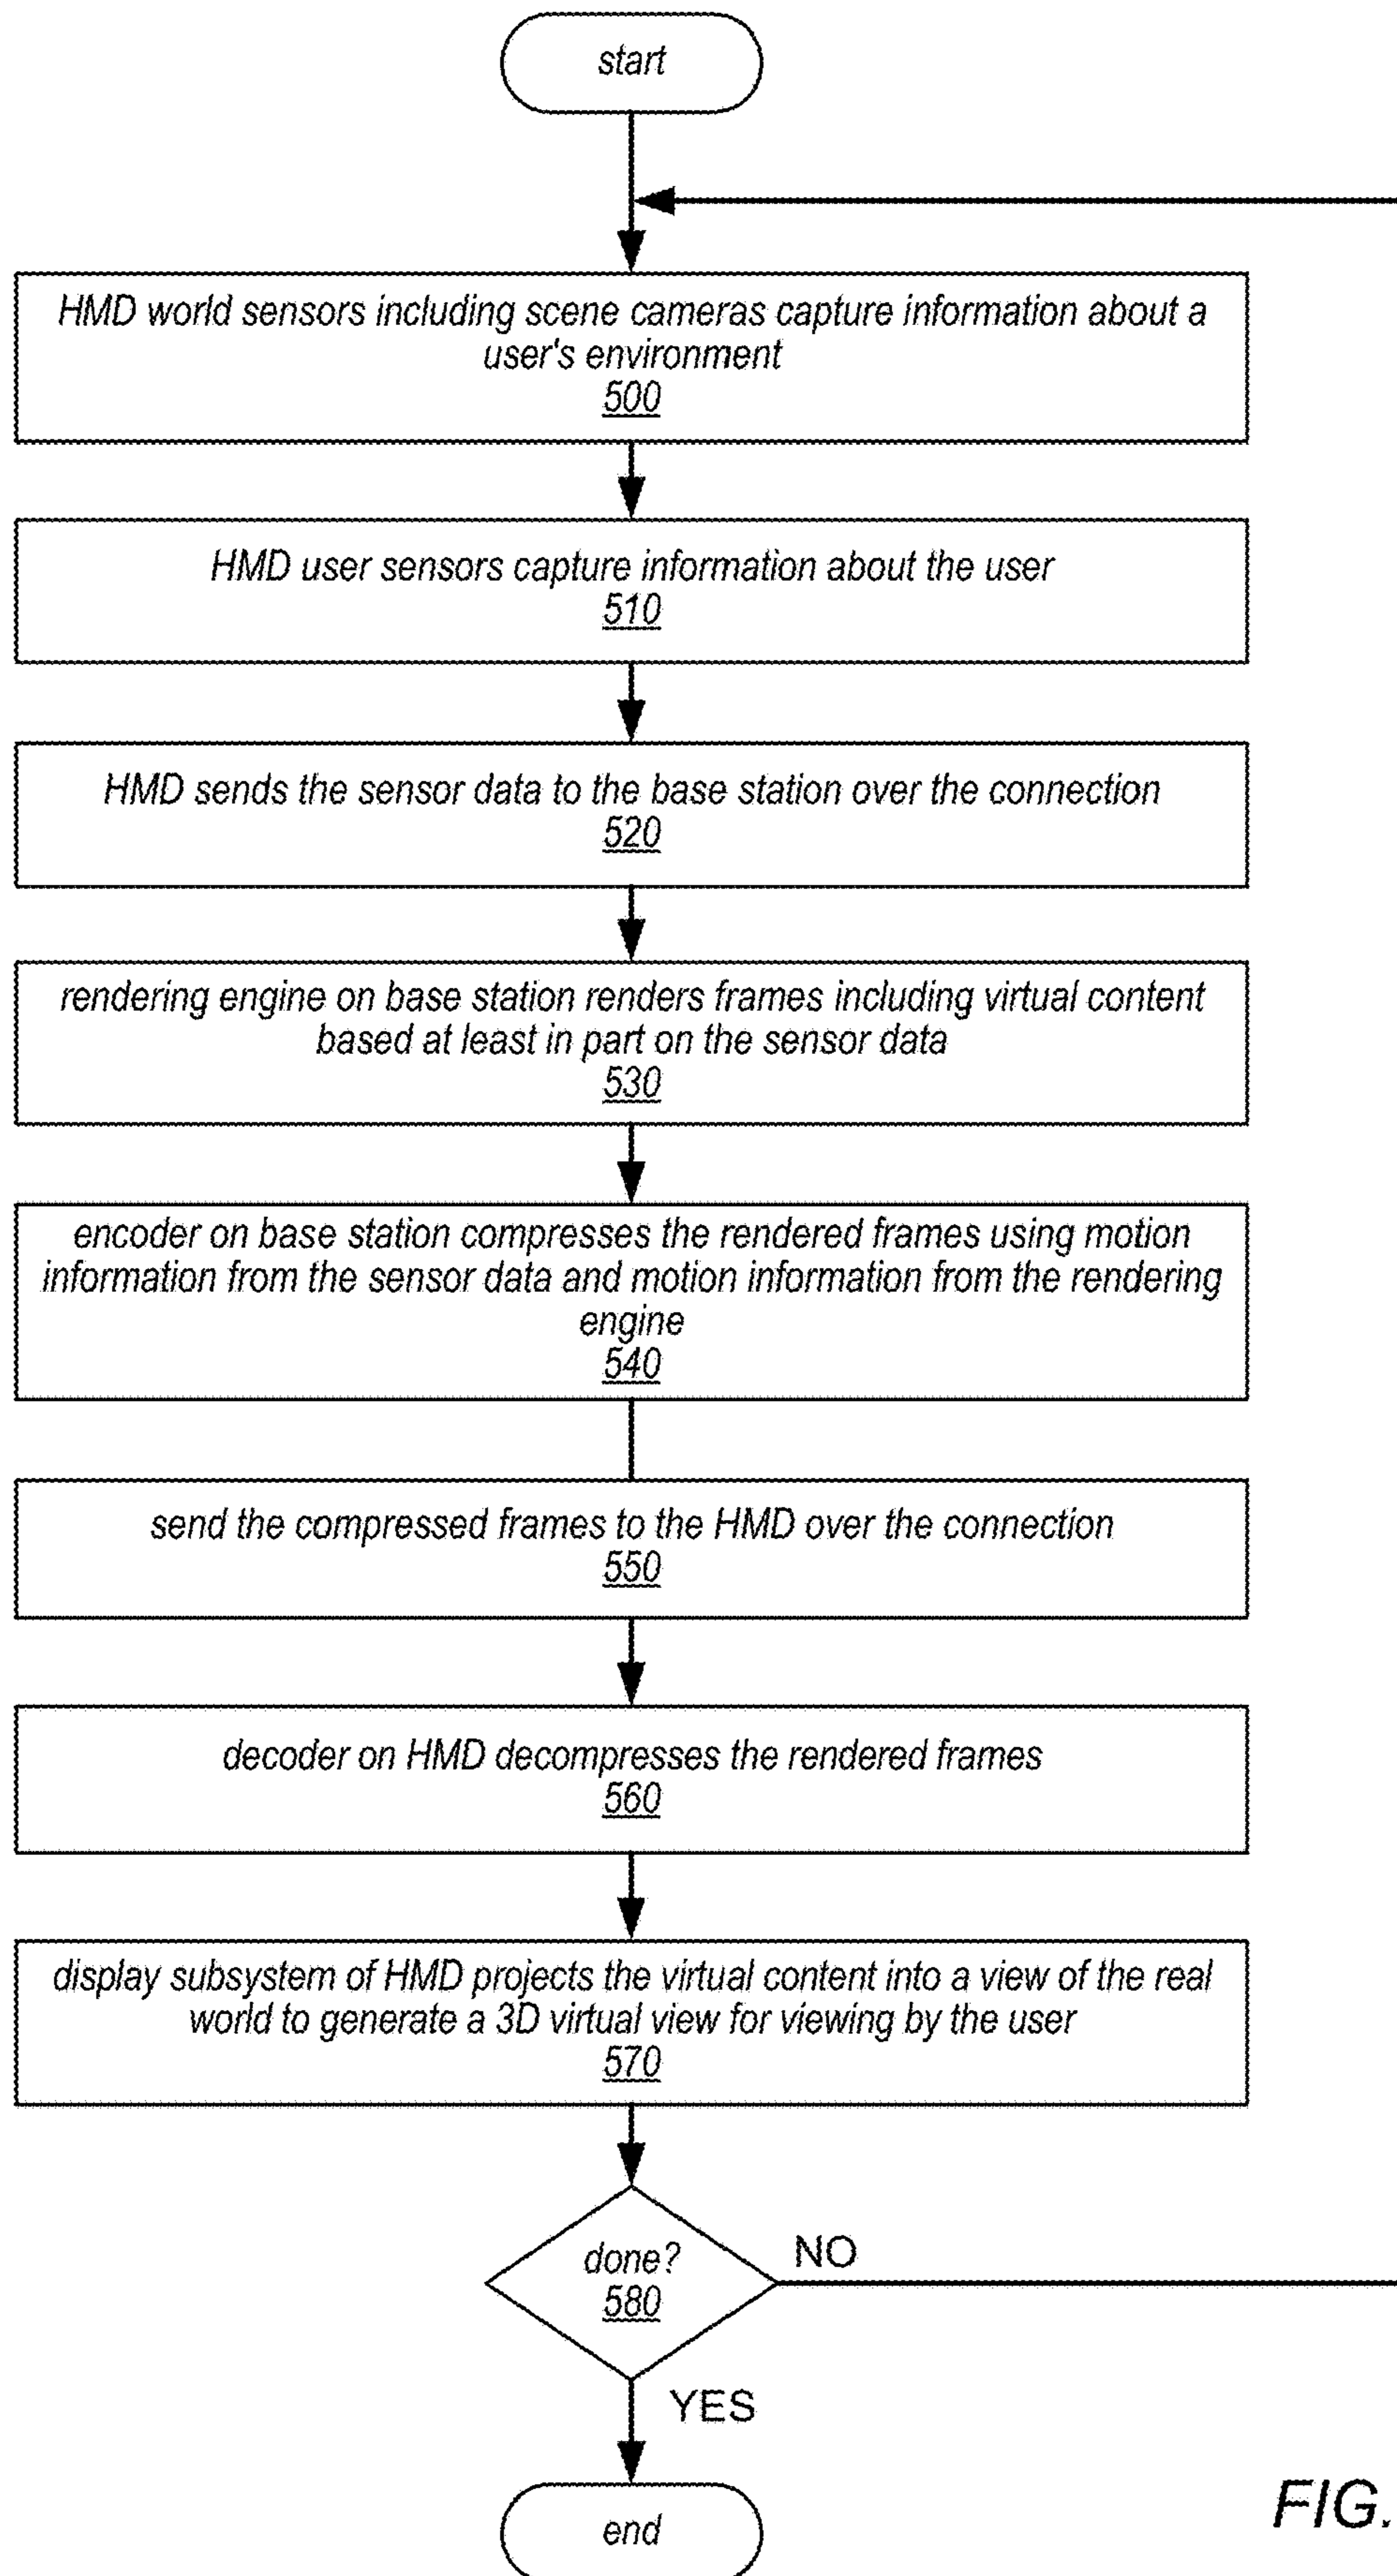 start
HMD world sensors including scene cameras capture information about a
user's environment
500
HMD user sensors capture information about the user
510
HMD sends the sensor data to the base station over the connection
520
rendering engine on base station renders frames including virtual content
based at least in part on the sensor data
530
encoder on base station compresses the rendered frames using motion
information from the sensor data and motion information from the rendering
engine
540
send the compressed frames to the HMD over the connection
550
decoder on HMD decompresses the rendered frames
560
display subsystem of HMD projects the virtual content into a view of the real
world to generate a 3D virtual view for viewing by the user
570
done?
580
NO
YES
end
FIG.